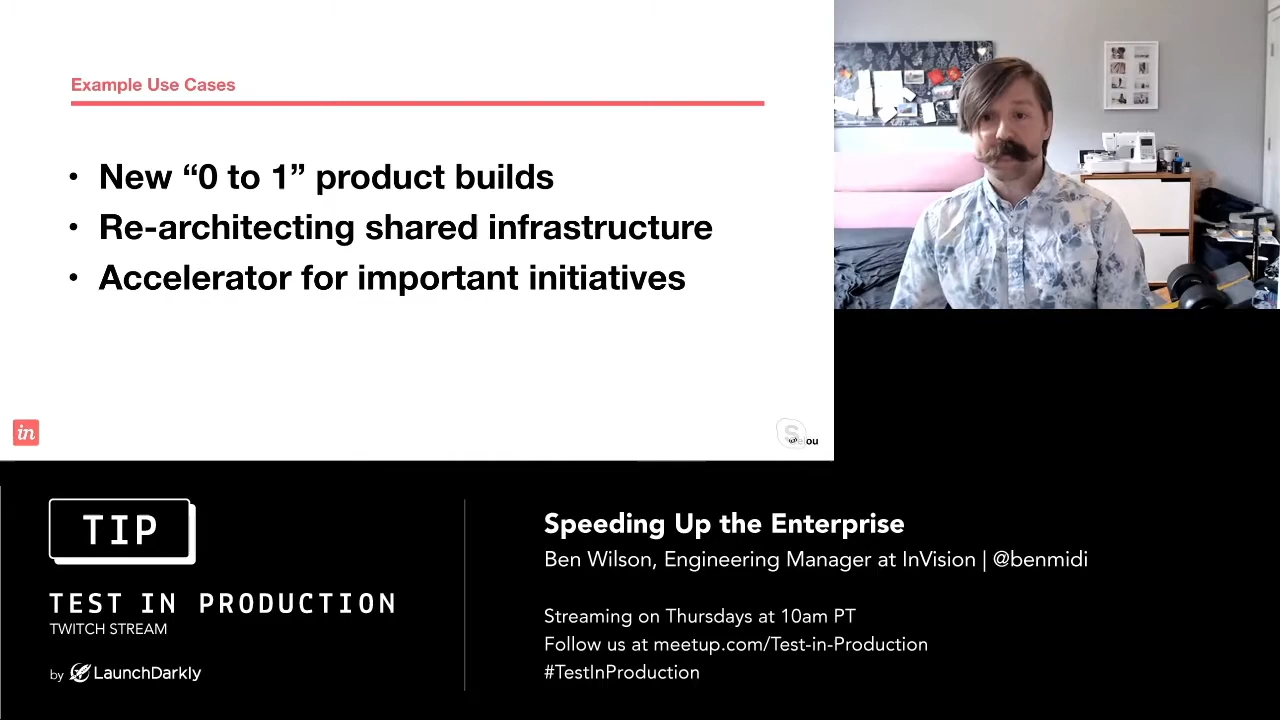 Example Use Cases
• New “0 to 1” product builds
• Re-architecting shared infrastructure
• Accelerator for important initiatives
in
S
TIP
TEST IN PRODUCTION
TWITCH STREAM
by LaunchDarkly
Speeding Up the Enterprise
Ben Wilson, Engineering Manager at InVision | @benmidi
Streaming on Thursdays at 10am PT
Follow us at meetup.com/Test-in-Production
#TestInProduction